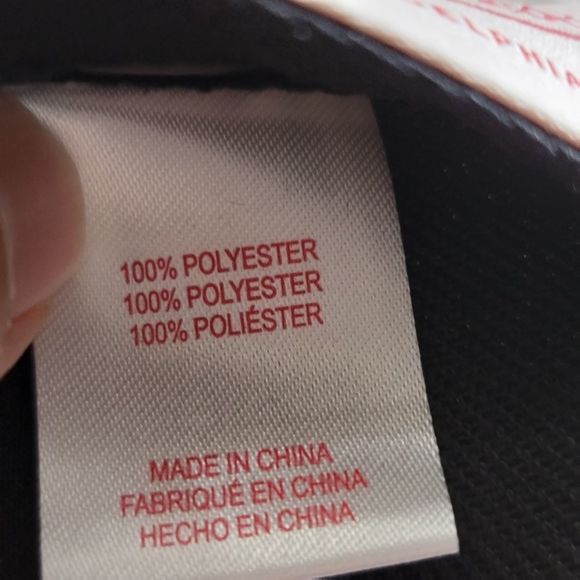 100% POLYESTER
100% POLYESTER
100% POLIÉSTER
MADE IN CHINA
FABRIQUÉ EN CHINA
HECHO EN CHINA